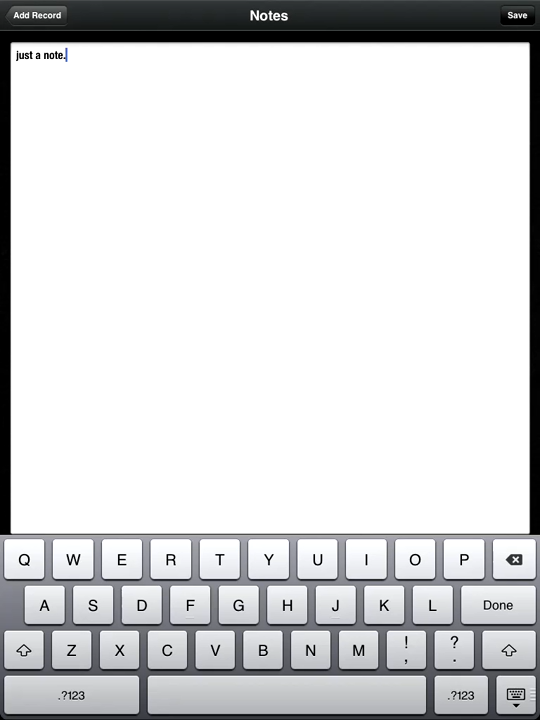 Add Record
Notes
Save
just a note.
Q W E R T Y U I O P
A S D F G H J K L Done
Z X C V B N M ! , ? .
.?123 .?123